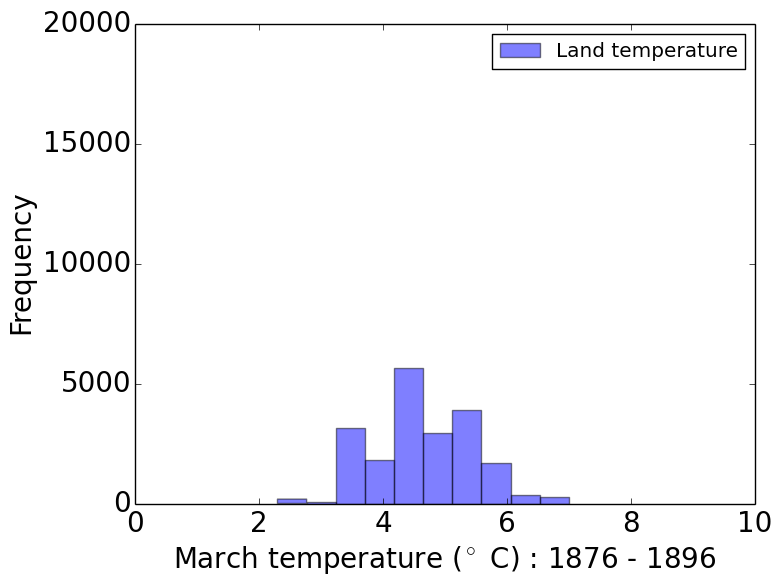 20000
Land temperature
15000
10000
5000
0
Frequency
0 2 4 6 8 10
March temperature (° C) : 1876 - 1896